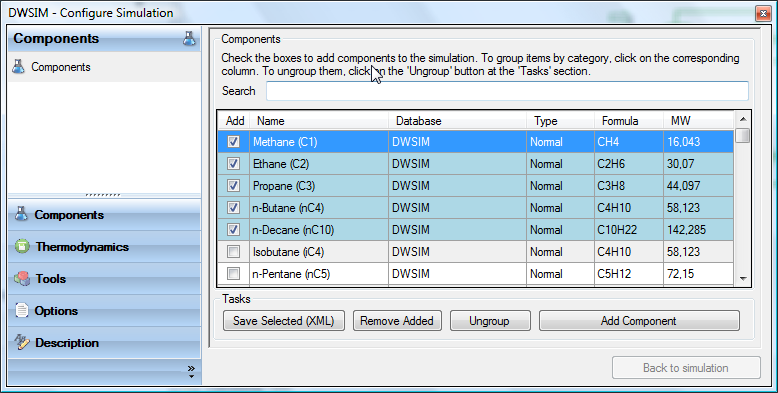 DWSIM - Configure Simulation
Components
Components
Components
Thermodynamics
Tools
Options
Description
Components
Check the boxes to add components to the simulation. To group items by category, click on the corresponding
column. To ungroup them, click on the 'Ungroup' button at the 'Tasks' section.
Search
Add Name Database Type Formula MW
Methane (C1) DWSIM Normal CH4 16,043
Ethane (C2) DWSIM Normal C2H6 30,07
Propane (C3) DWSIM Normal C3H8 44,097
n-Butane (nC4) DWSIM Normal C4H10 58,123
n-Decane (nC10) DWSIM Normal C10H22 142,285
Isobutane (iC4) DWSIM Normal C4H10 58,123
n-Pentane (nC5) DWSIM Normal C5H12 72,15
Tasks
Save Selected (XML) Remove Added Ungroup Add Component
Back to simulation